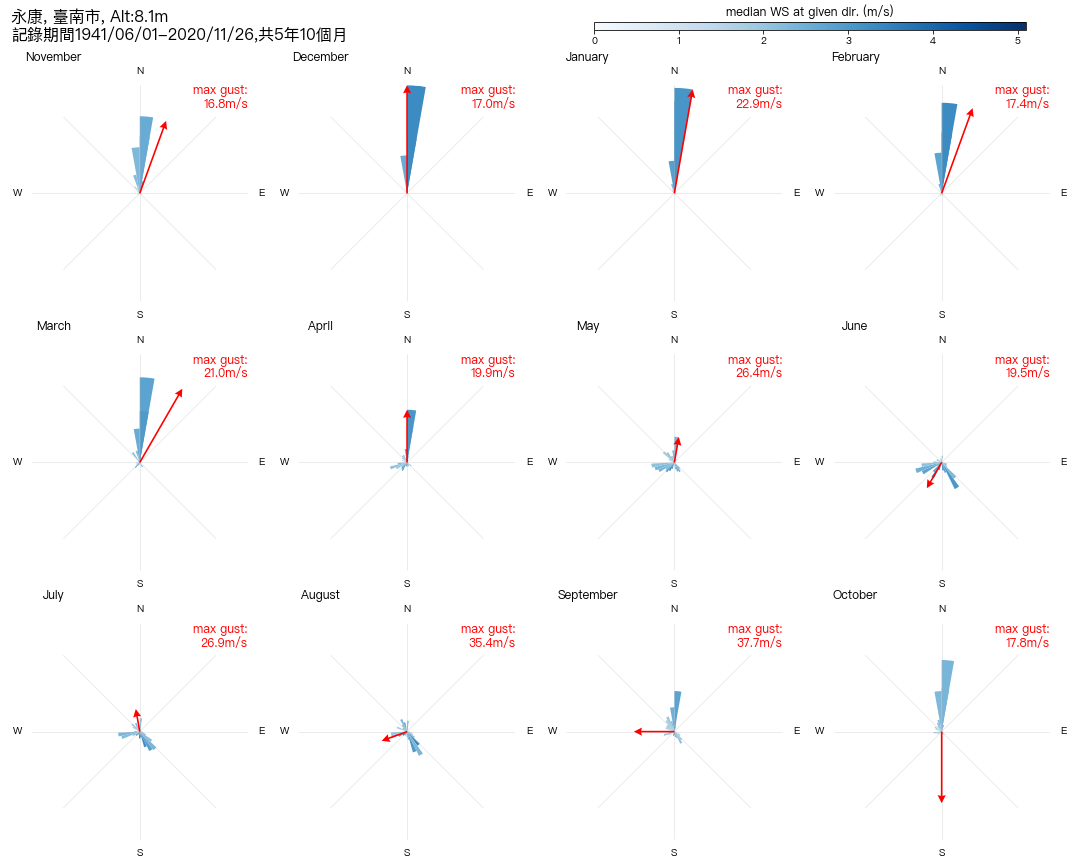 永康, 臺南市, Alt:8.1m
記錄期間1941/06/01–2020/11/26,共5年10個月
median WS at given dir. (m/s)
0 1 2 3 4 5
November
N
max gust:
16.8m/s
W E
S
December
N
max gust:
17.0m/s
W E
January
N
max gust:
22.9m/s
W E
February
N
max gust:
17.4m/s
W E
S
March
N
max gust:
21.0m/s
W E
S
April
N
max gust:
19.9m/s
W E
S
May
N
max gust:
26.4m/s
W E
S
June
N
max gust:
19.5m/s
W E
S
July
N
max gust:
26.9m/s
W E
S
August
N
max gust:
35.4m/s
W E
S
September
N
max gust:
37.7m/s
W E
S
October
N
max gust:
17.8m/s
W E
S